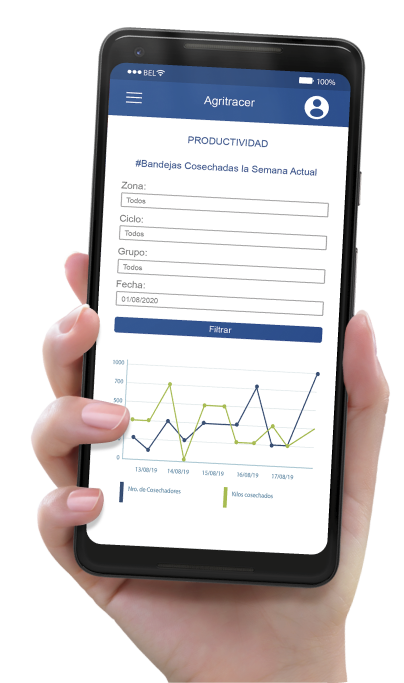 BEL 100%
Agritracer
PRODUCTIVIDAD
#Bandejas Cosechadas la Semana Actual
Zona:
Todos
Ciclo:
Todos
Grupo:
Todos
Fecha:
01/08/2020
Filtrar
1000
700
500
0
13/08/19 14/08/19 15/08/19 16/08/19 17/08/19
Nro. de Cosechadores Kilos cosechados